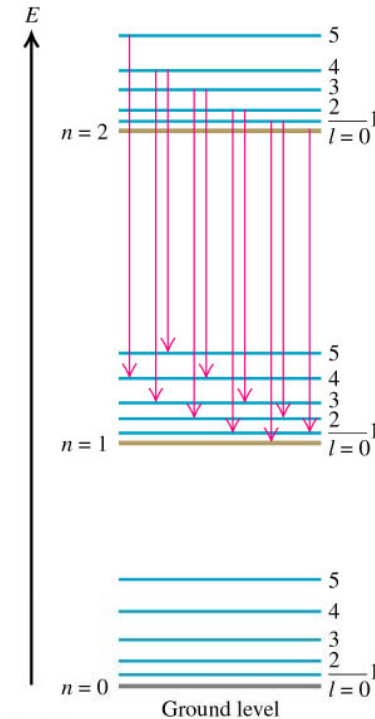 E
5
4
3
2
1
n = 2
l = 0
5
4
3
2
1
n = 1
l = 0
5
4
3
2
1
n = 0
l = 0
Ground level